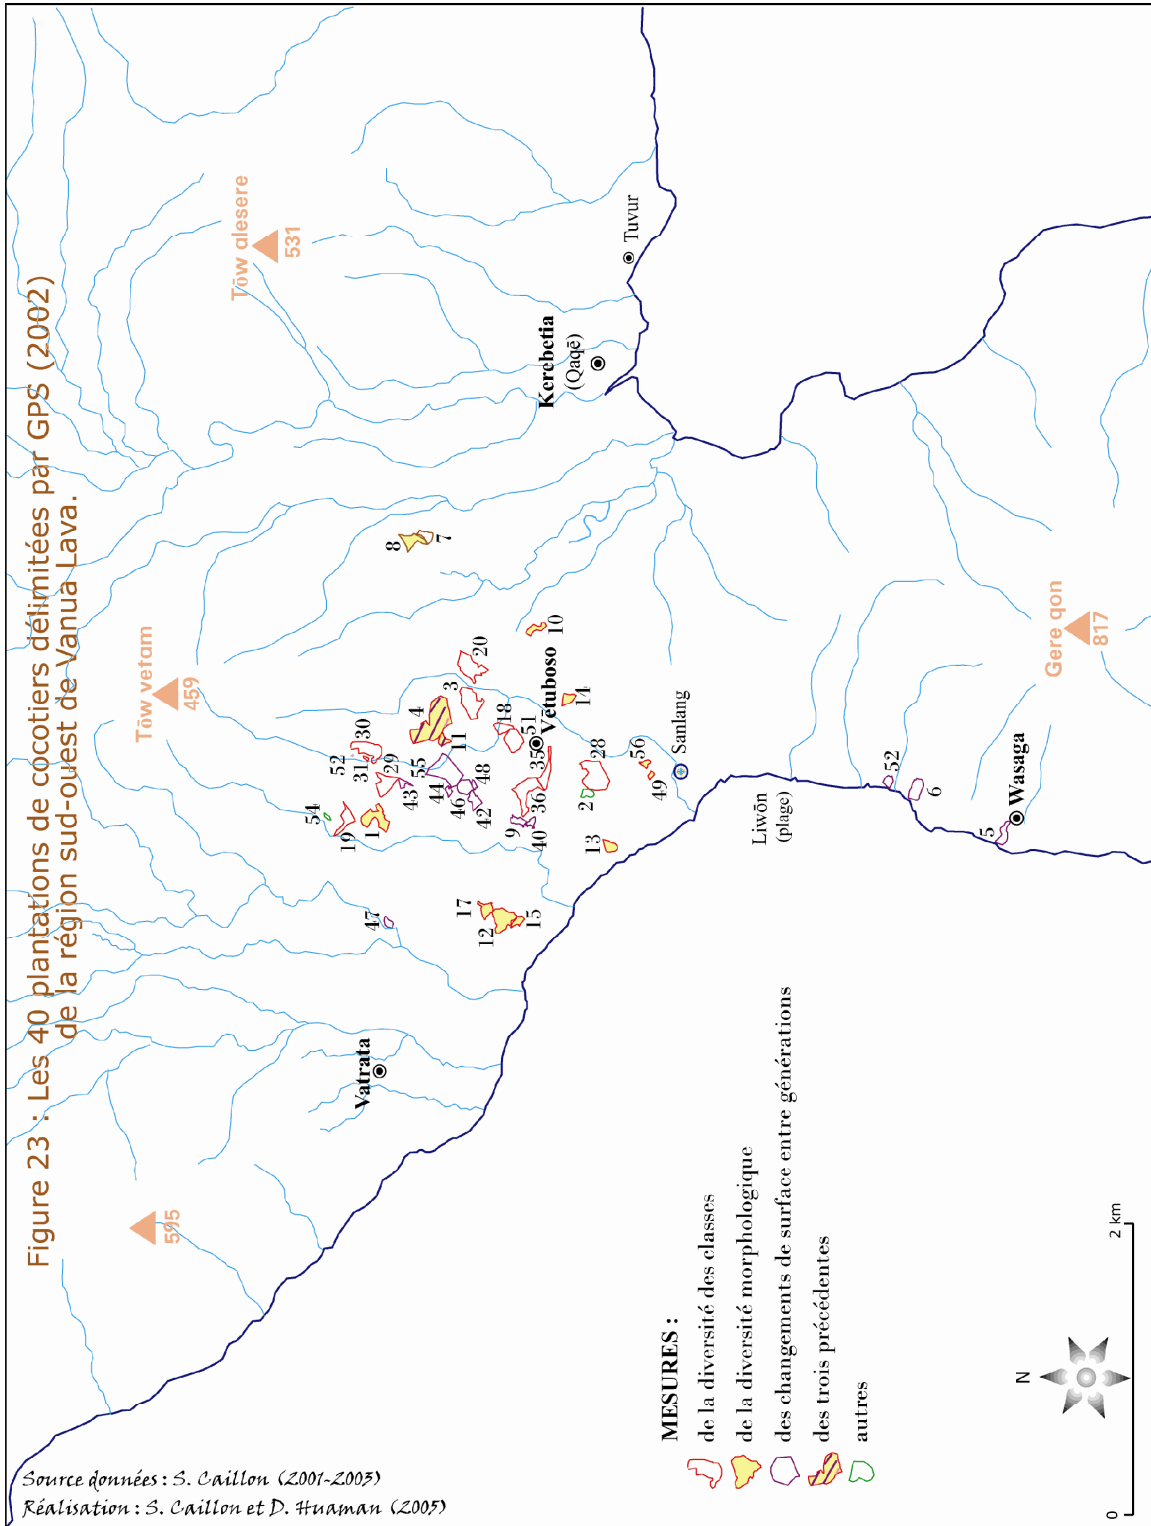 Figure 23 : Les 40 plantations de cocotiers délimitées par GPS (2002)
de la région sud-ouest de Vanua Lava.
595
Tōw vetam
459
Tōw alesere
531
Vatrata
47
54
19
1
52
31
30
29
43
55
44
46
48
42
4
11
3
20
18
8
7
17
12
15
9
40
36
35
51
Vētuboso
10
14
13
2
28
56
49
Sanlang
Kerebetia
(Qaqē)
Tuvur
Liwōn
(plage)
52
6
5
Wasaga
Gere qon
817
MESURES :
de la diversité des classes
de la diversité morphologique
des changements de surface entre générations
des trois précédentes
autres
N
0
2 km
Source données : S. Caillon (2001-2003)
Réalisation : S. Caillon et D. Huaman (2005)